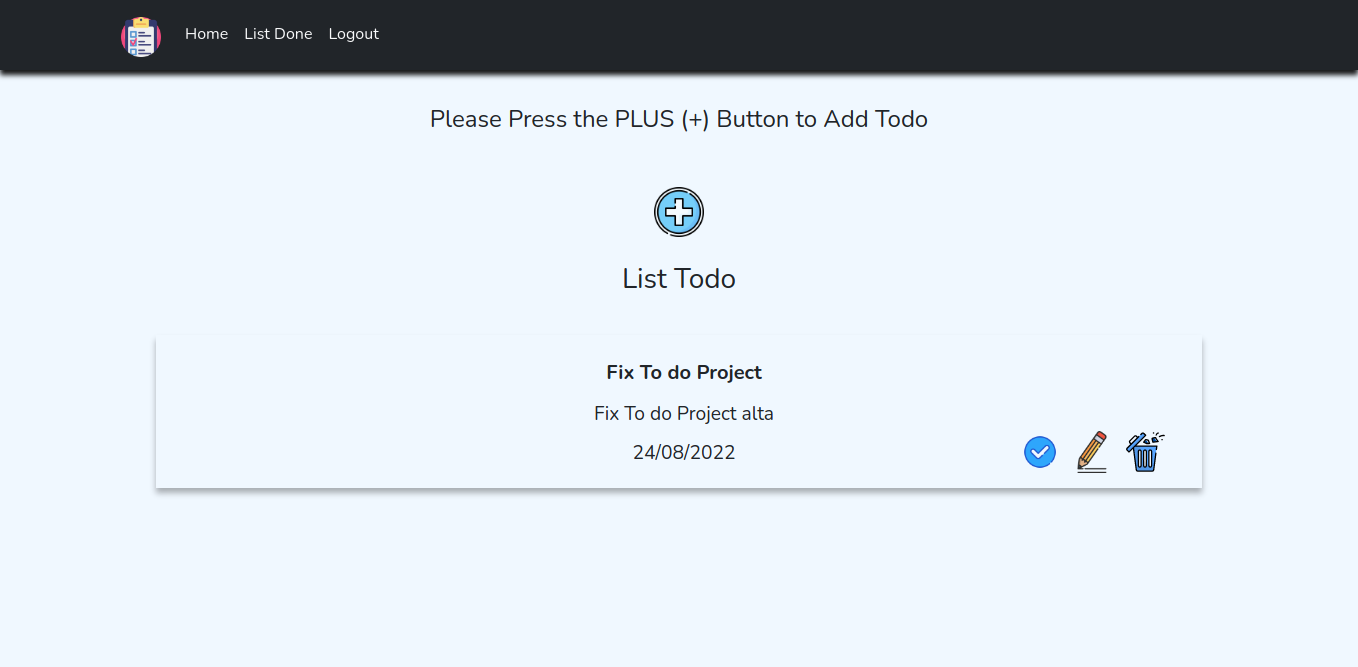 Home List Done Logout
Please Press the PLUS (+) Button to Add Todo
List Todo
Fix To do Project
Fix To do Project alta
24/08/2022